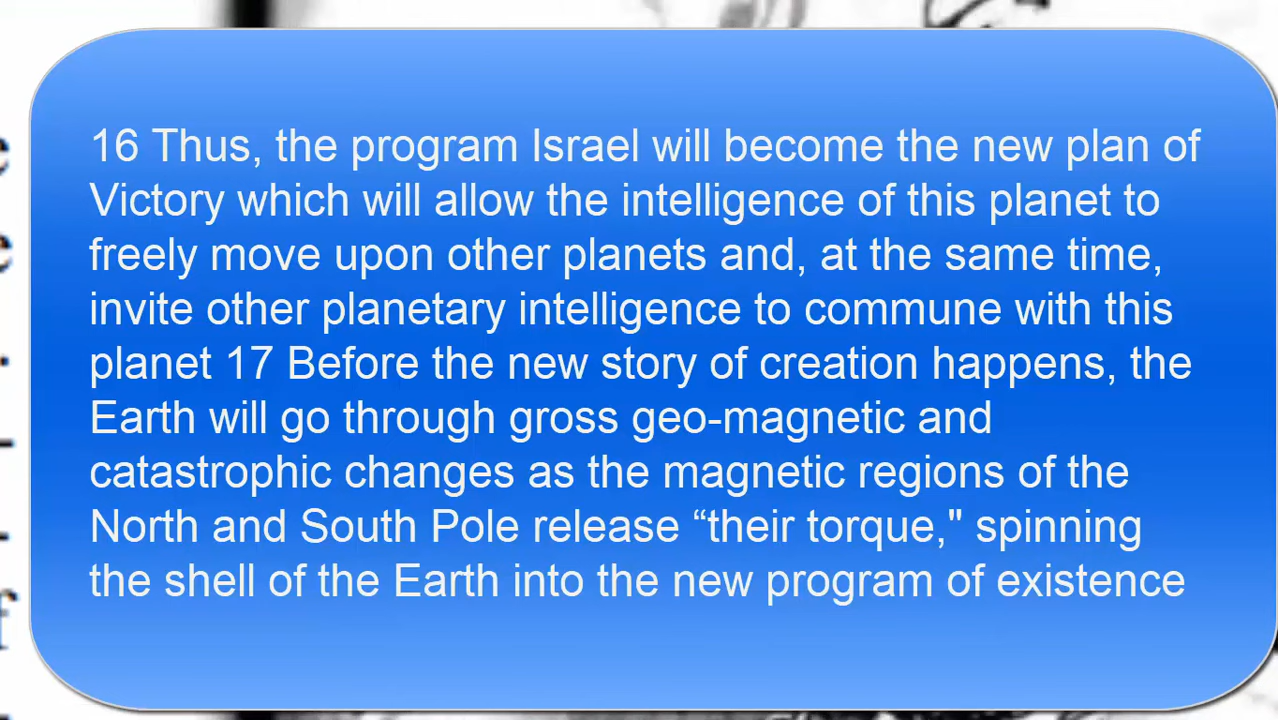 16 Thus, the program Israel will become the new plan of
Victory which will allow the intelligence of this planet to
freely move upon other planets and, at the same time,
invite other planetary intelligence to commune with this
planet 17 Before the new story of creation happens, the
Earth will go through gross geo-magnetic and
catastrophic changes as the magnetic regions of the
North and South Pole release “their torque," spinning
the shell of the Earth into the new program of existence